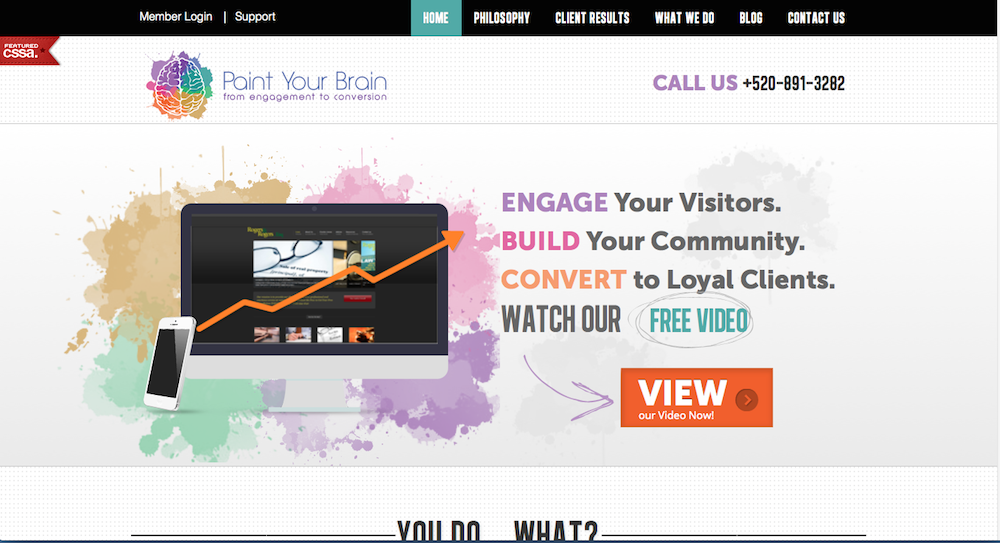 Member Login | Support
HOME PHILOSOPHY CLIENT RESULTS WHAT WE DO BLOG CONTACT US
FEATURED
cssa.
Paint Your Brain
from engagement to conversion
CALL US +520-891-3282
ENGAGE Your Visitors.
BUILD Your Community.
CONVERT to Loyal Clients.
WATCH OUR FREE VIDEO
VIEW
our Video Now!
YOU DO WHAT?